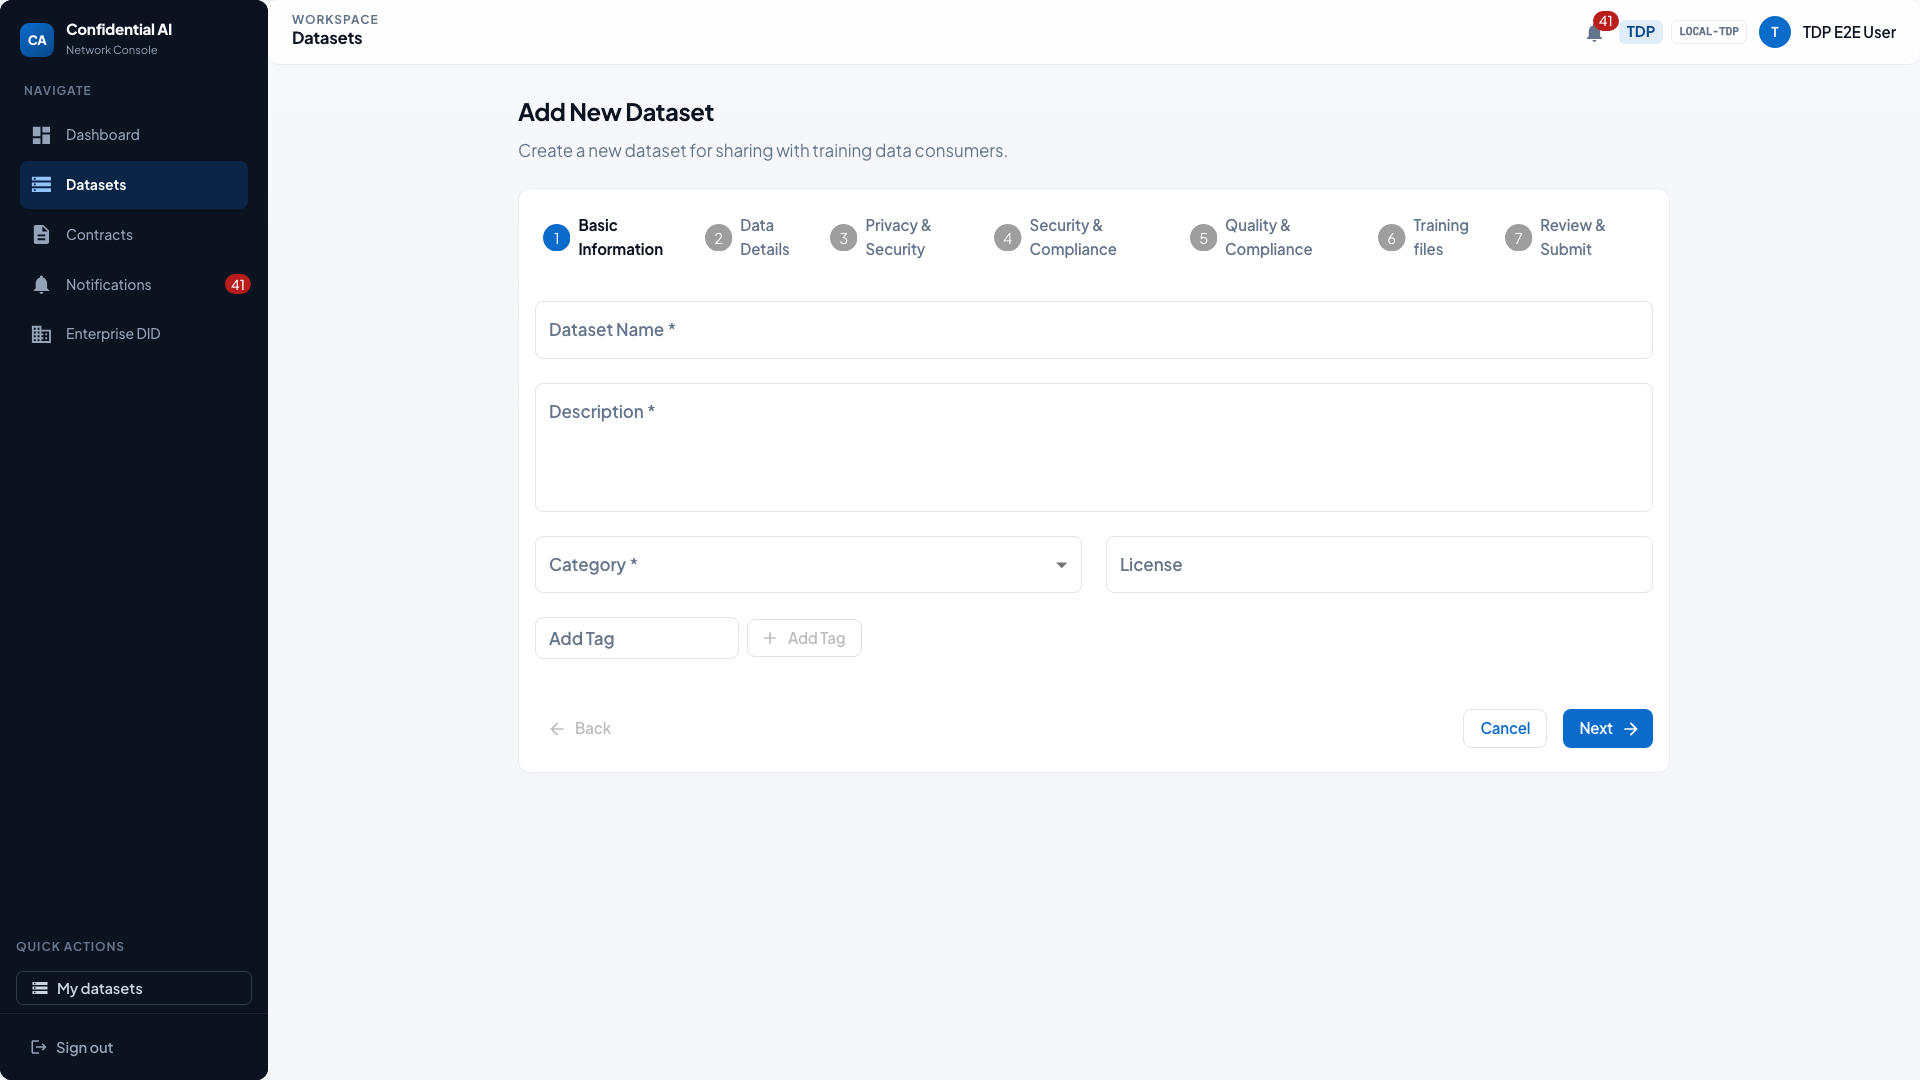 CA
Confidential AI
Network Console
NAVIGATE
Dashboard
Datasets
Contracts
Notifications
41
Enterprise DID
QUICK ACTIONS
My datasets
Sign out
WORKSPACE
Datasets
41
TDP
LOCAL-TDP
T
TDP E2E User
Add New Dataset
Create a new dataset for sharing with training data consumers.
1
Basic
Information
2
Data
Details
3
Privacy &
Security
4
Security &
Compliance
5
Quality &
Compliance
6
Training
files
7
Review &
Submit
Dataset Name *
Description *
Category *
License
Add Tag
Add Tag
Back
Cancel
Next